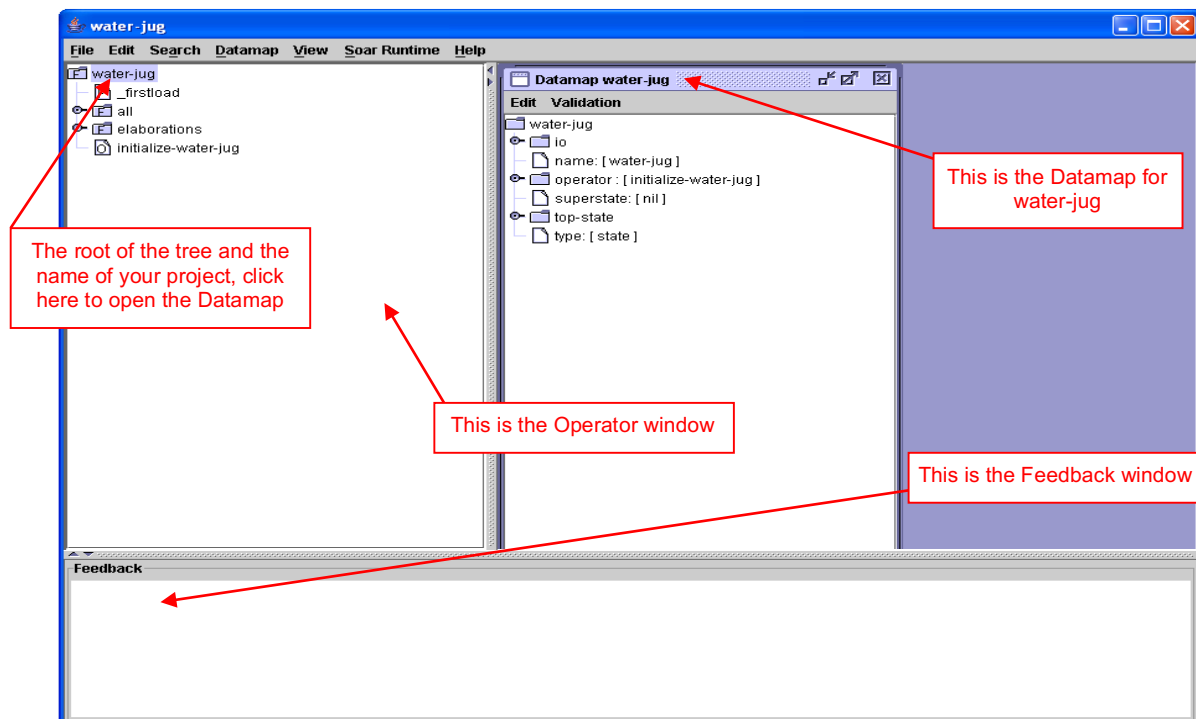 water-jug
File Edit Search Datamap View Soar Runtime Help
water-jug
_firstload
all
elaborations
initialize-water-jug
Datamap water-jug
Edit Validation
water-jug
io
name: [ water-jug ]
operator : [ initialize-water-jug ]
superstate: [ nil ]
top-state
type: [ state ]
This is the Datamap for
water-jug
The root of the tree and the
name of your project, click
here to open the Datamap
This is the Operator window
This is the Feedback window
Feedback